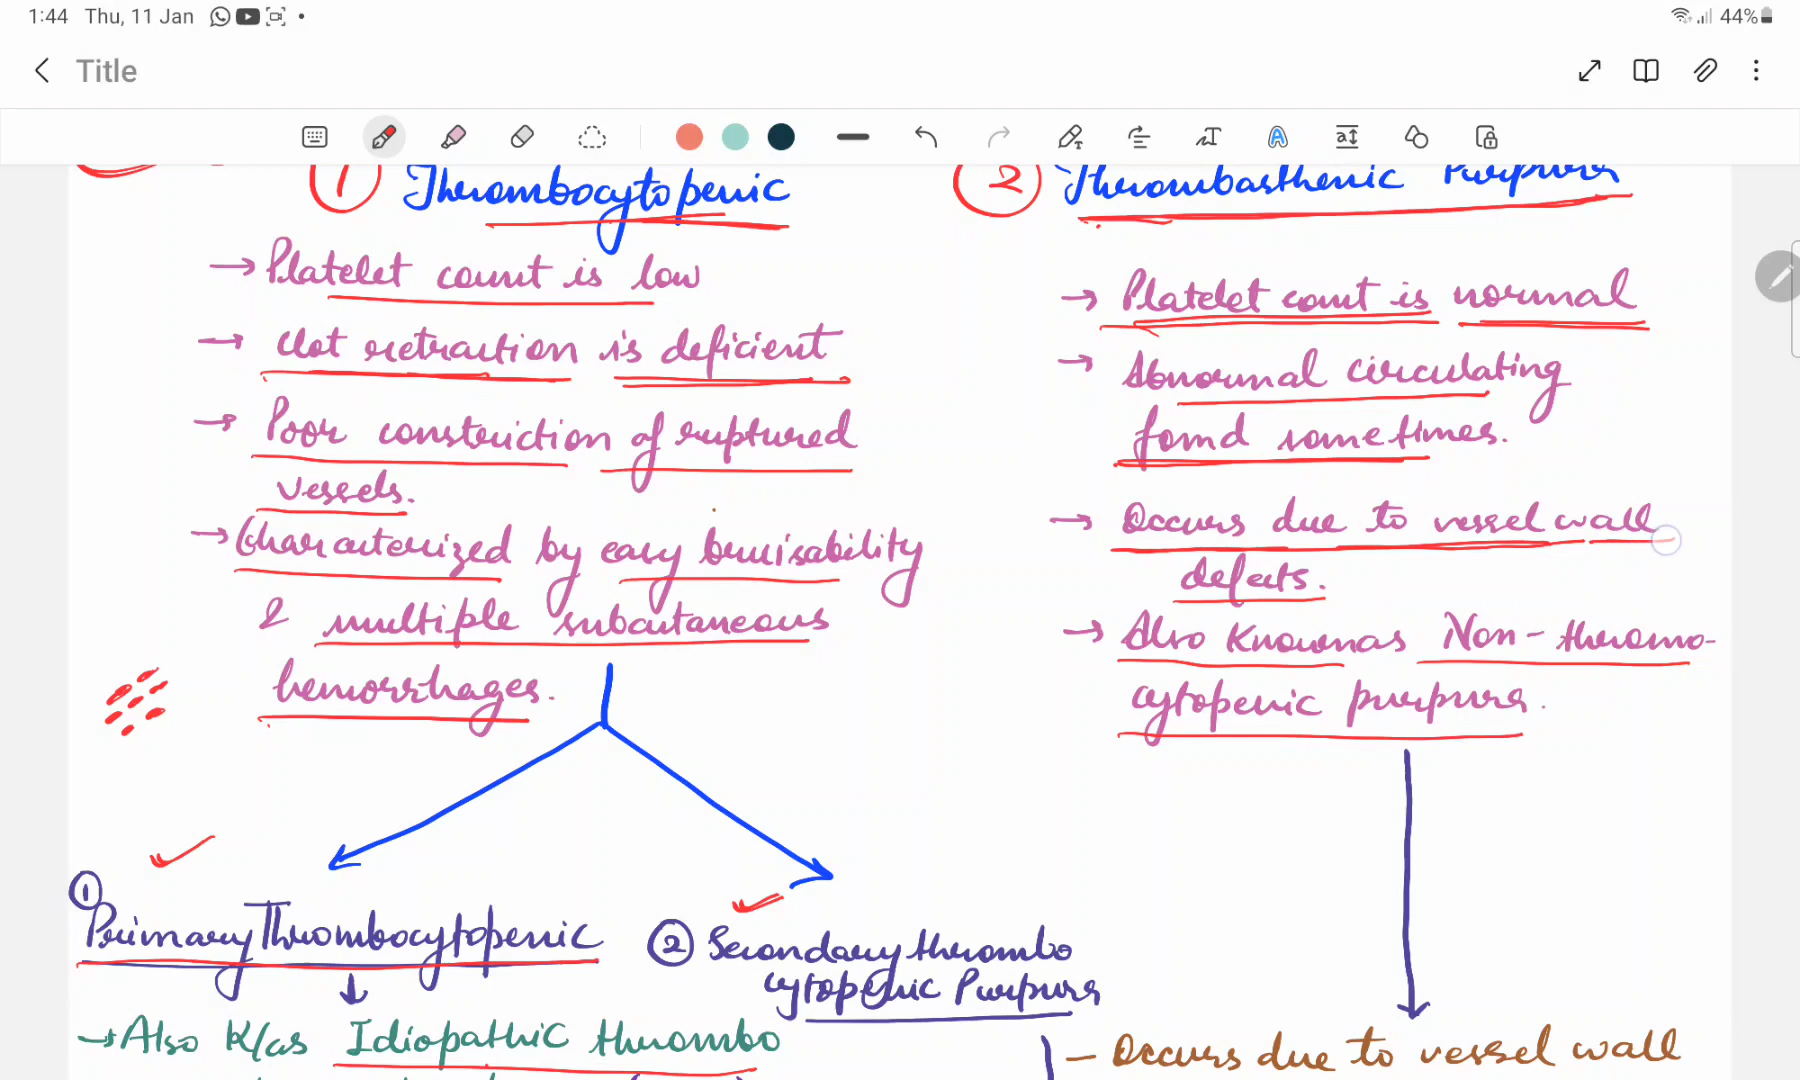 1:44 Thu, 11 Jan
44%
Title
1 Thrombocytopenic
→ Platelet count is low
→ Clot retraction is deficient
→ Poor constriction of ruptured
vessels.
→ Characterized by easy bruisability
& multiple subcutaneous
hemorrhages.
2 Thrombasthenic Purpura
→ Platelet count is normal
→ Abnormal circulating
found sometimes.
→ Occurs due to vessel wall
defects.
→ Also Known as Non-thromo-
cytopenic purpura.
1
Primary Thrombocytopenic
→ Also K/as Idiopathic thrombo
2 Secondary thrombo
cytopenic Purpura
- Occurs due to vessel wall